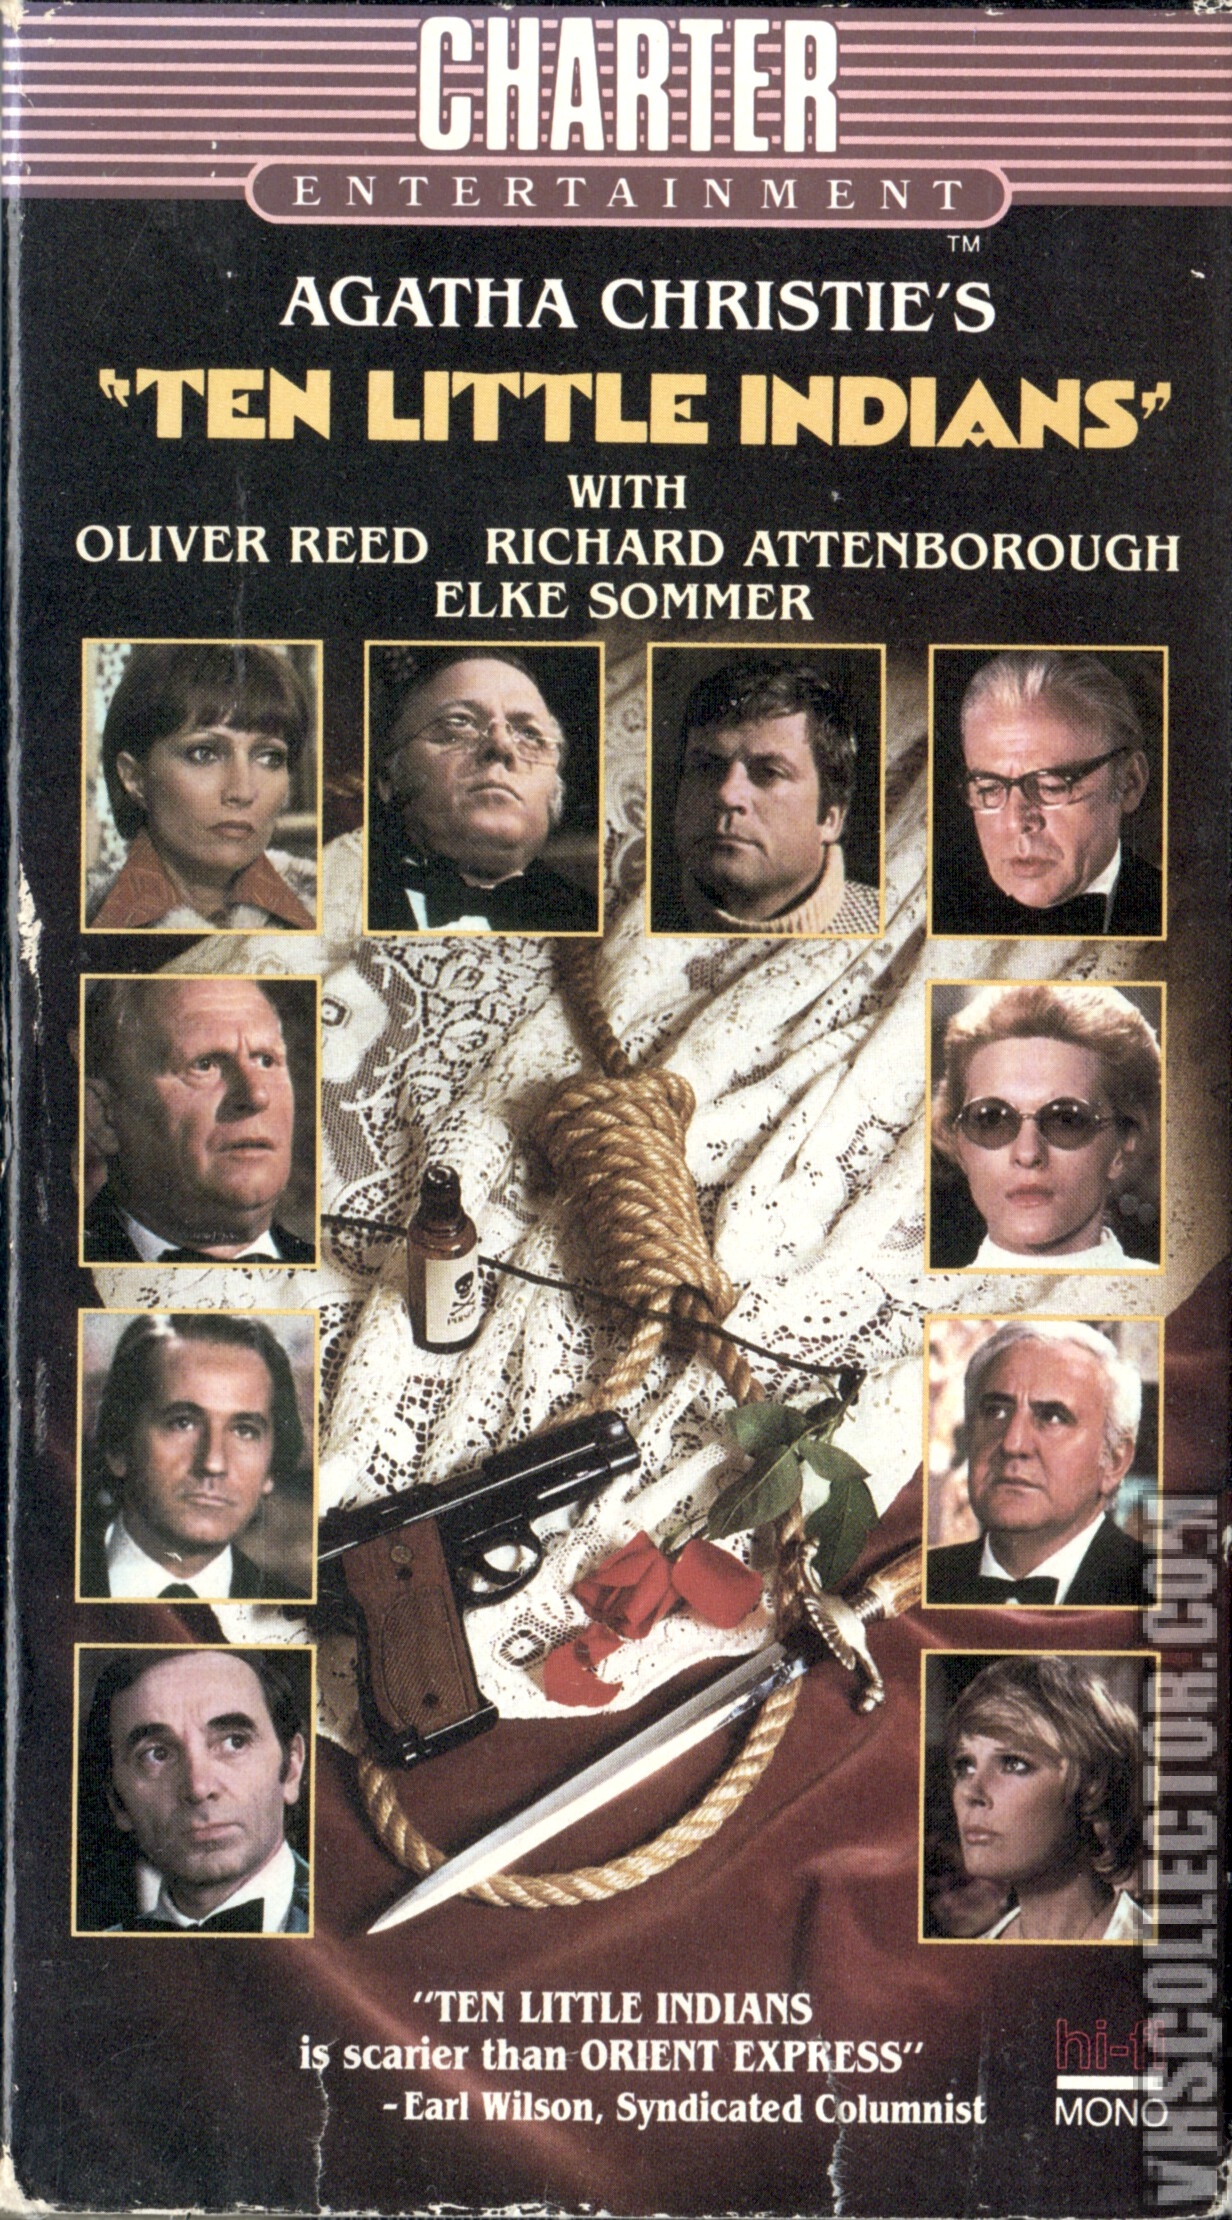 CHARTER
ENTERTAINMENT
TM
AGATHA CHRISTIE'S
"TEN LITTLE INDIANS"
WITH
OLIVER REED RICHARD ATTENBOROUGH
ELKE SOMMER
"TEN LITTLE INDIANS
is scarier than ORIENT EXPRESS"
-Earl Wilson, Syndicated Columnist
hi-fi
MONO
VHSCOLLECTOR.COM